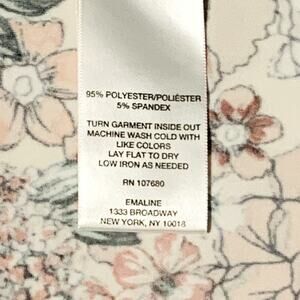 95% POLYESTER/POLIÉSTER
5% SPANDEX
TURN GARMENT INSIDE OUT
MACHINE WASH COLD WITH
LIKE COLORS
LAY FLAT TO DRY
LOW IRON AS NEEDED
RN 107680
EMALINE
1333 BROADWAY
NEW YORK, NY 10018